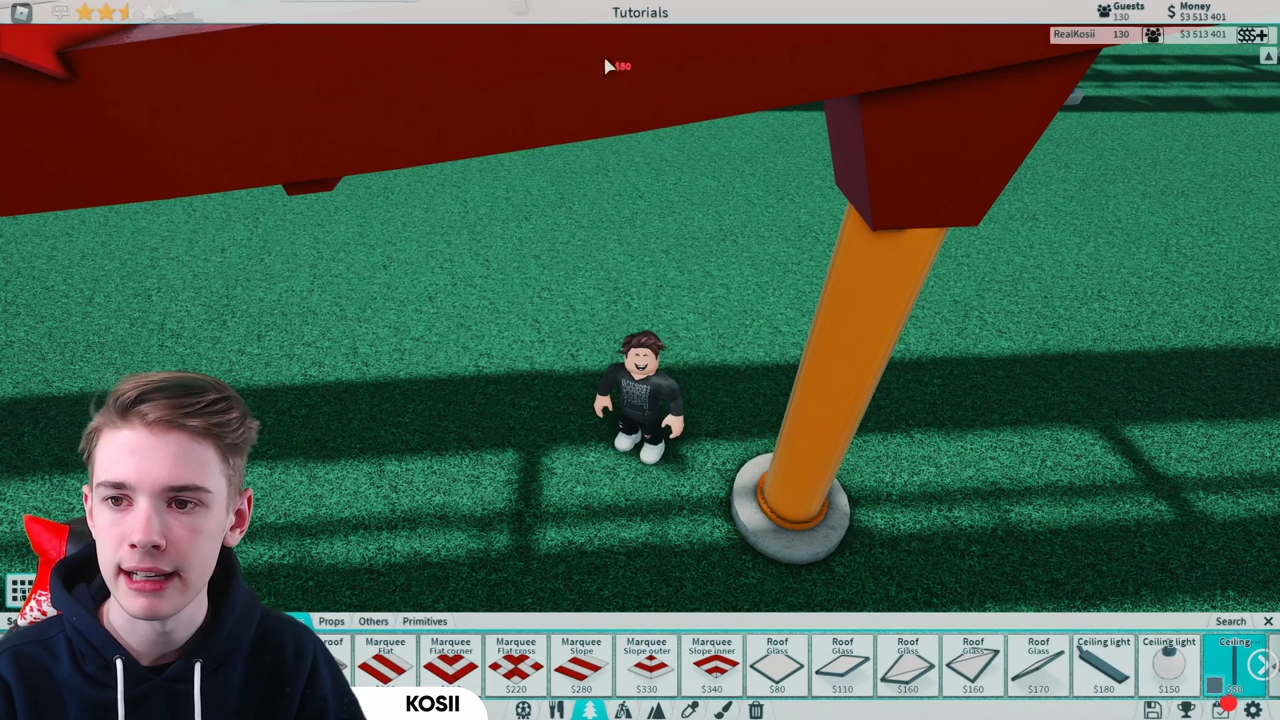 Tutorials
Guests
130
Money
$3 513 401
RealKosii 130 $3 513 401 $$$+
$50
Props Others Primitives Search
roof
Marquee
Flat
Marquee
Flat corner
Marquee
Flat cross
$220
Marquee
Slope
$280
Marquee
Slope outer
$330
Marquee
Slope inner
$340
Roof
Glass
$80
Roof
Glass
$110
Roof
Glass
$160
Roof
Glass
$160
Roof
Glass
$170
Ceiling light
$180
Ceiling light
$150
Ceiling
KOSII